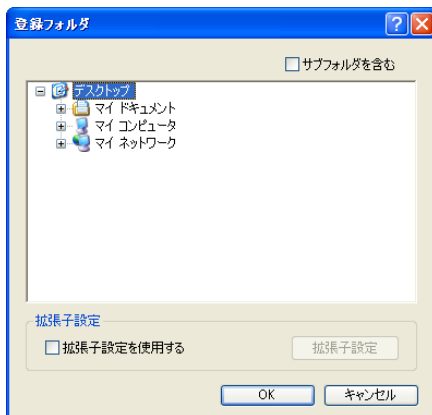 登録フォルダ
サブフォルダを含む
デスクトップ
マイ ドキュメント
マイ コンピュータ
マイ ネットワーク
拡張子設定
拡張子設定を使用する
拡張子設定
OK
キャンセル